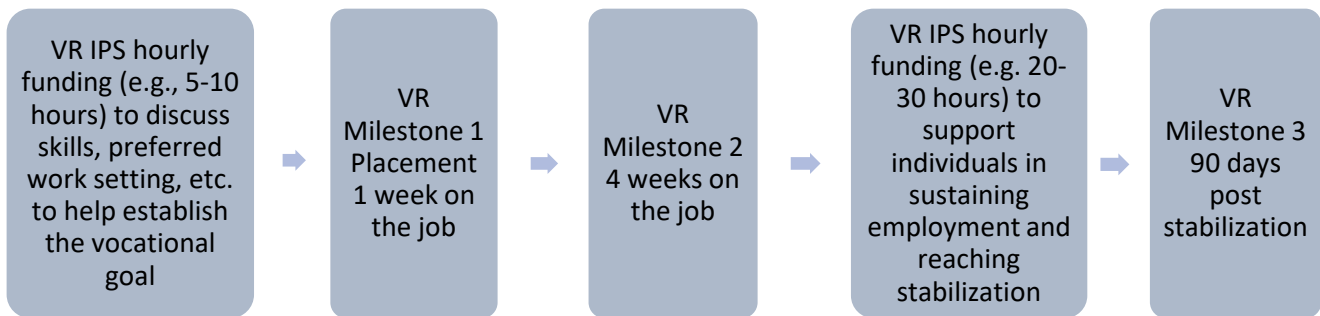 VR IPS hourly
funding (e.g., 5-10
hours) to discuss
skills, preferred
work setting, etc.
to help establish
the vocational
goal
VR
Milestone 1
Placement
1 week on
the job
VR
Milestone 2
4 weeks on
the job
VR IPS hourly
funding (e.g. 20-
30 hours) to
support
individuals in
sustaining
employment and
reaching
stabilization
VR
Milestone 3
90 days
post
stabilization